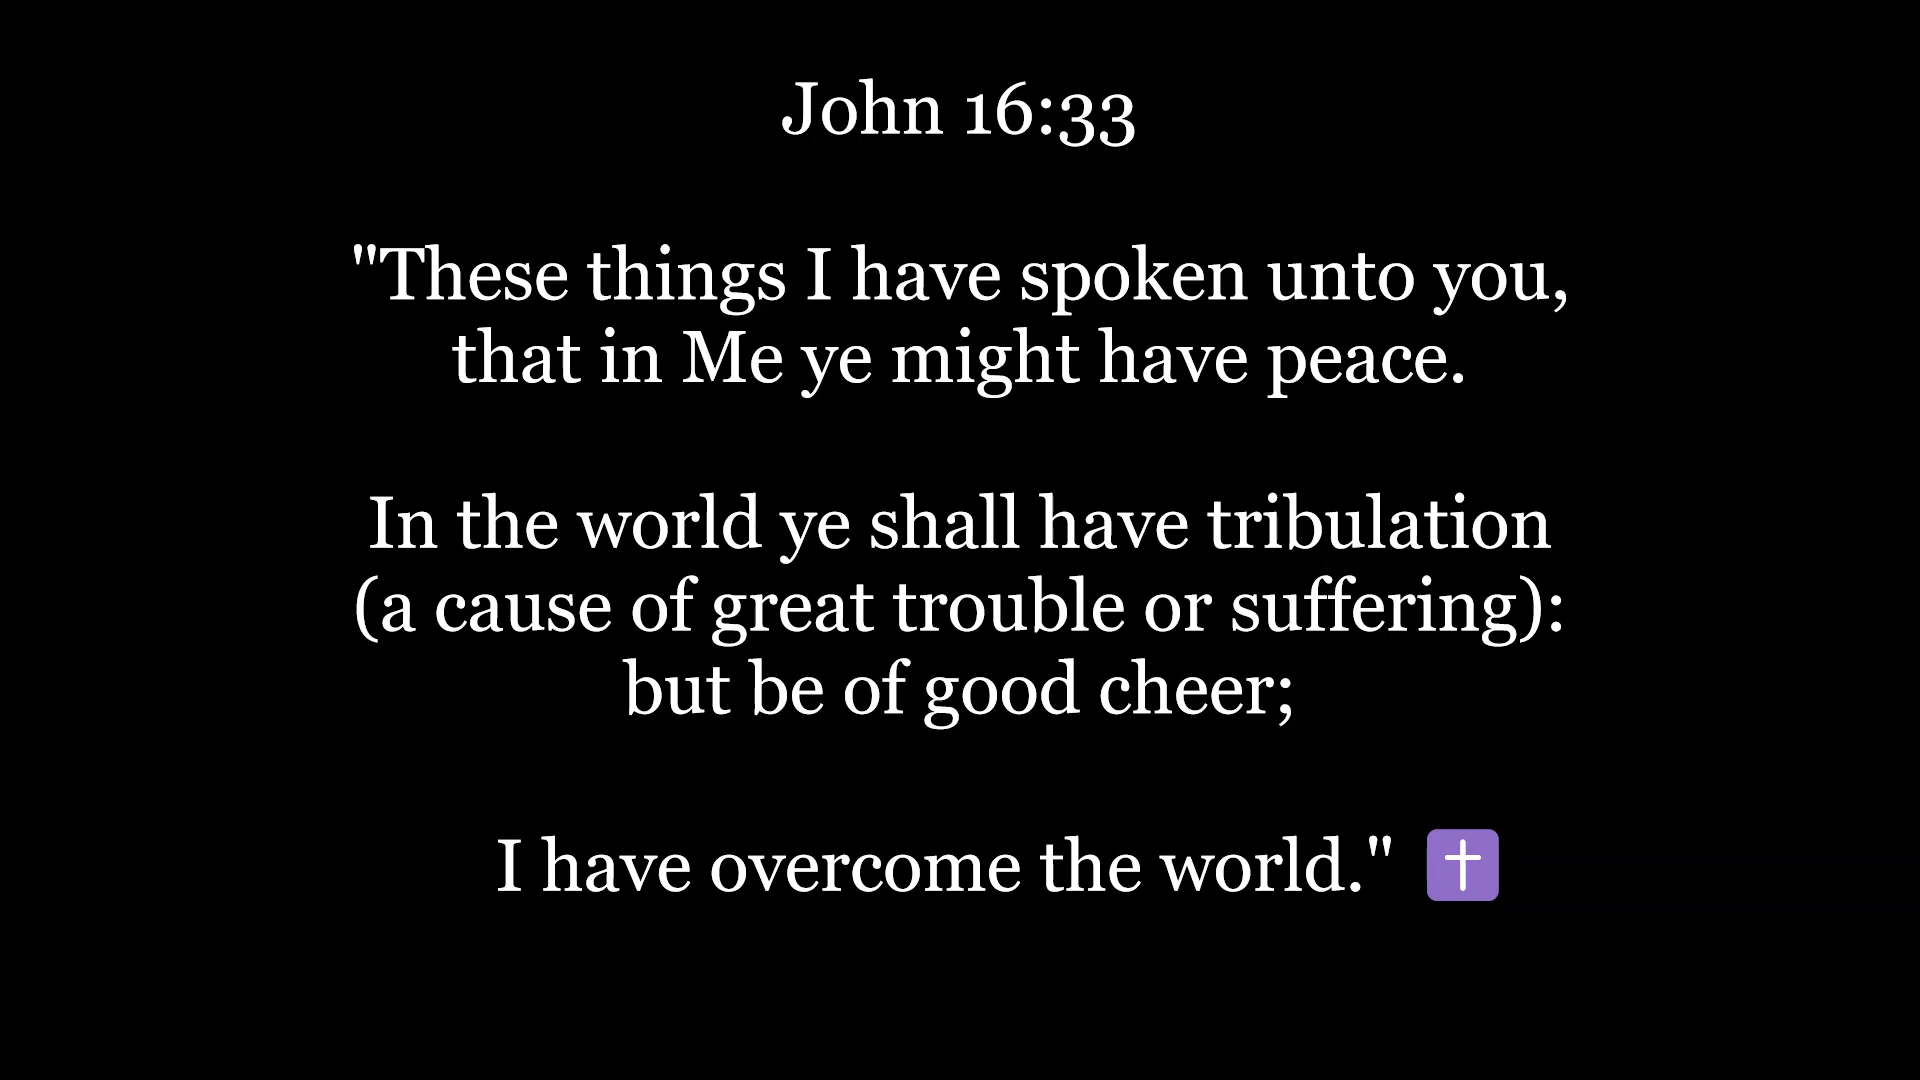 John 16:33
"These things I have spoken unto you,
that in Me ye might have peace.
In the world ye shall have tribulation
(a cause of great trouble or suffering):
but be of good cheer;
I have overcome the world." ✝️